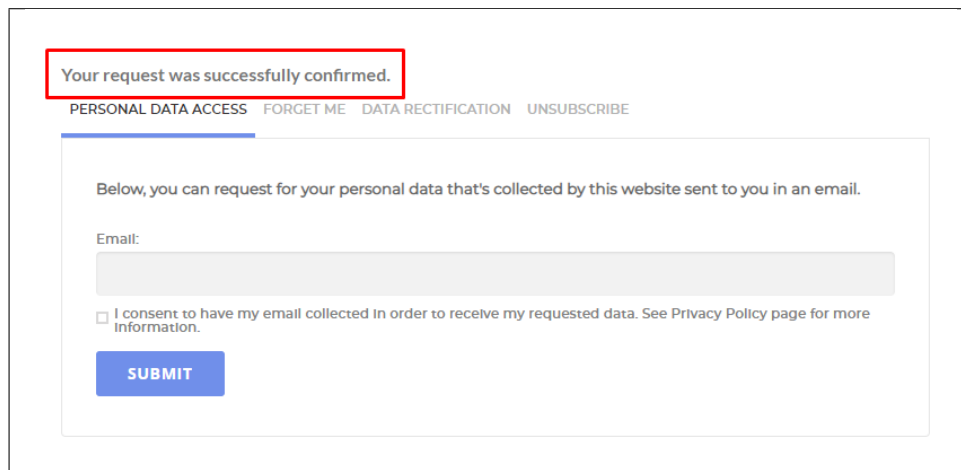 Your request was successfully confirmed.
PERSONAL DATA ACCESS FORGET ME DATA RECTIFICATION UNSUBSCRIBE
Below, you can request for your personal data that's collected by this website sent to you in an email.
Email:
I consent to have my email collected in order to receive my requested data. See Privacy Policy page for more
information.
SUBMIT